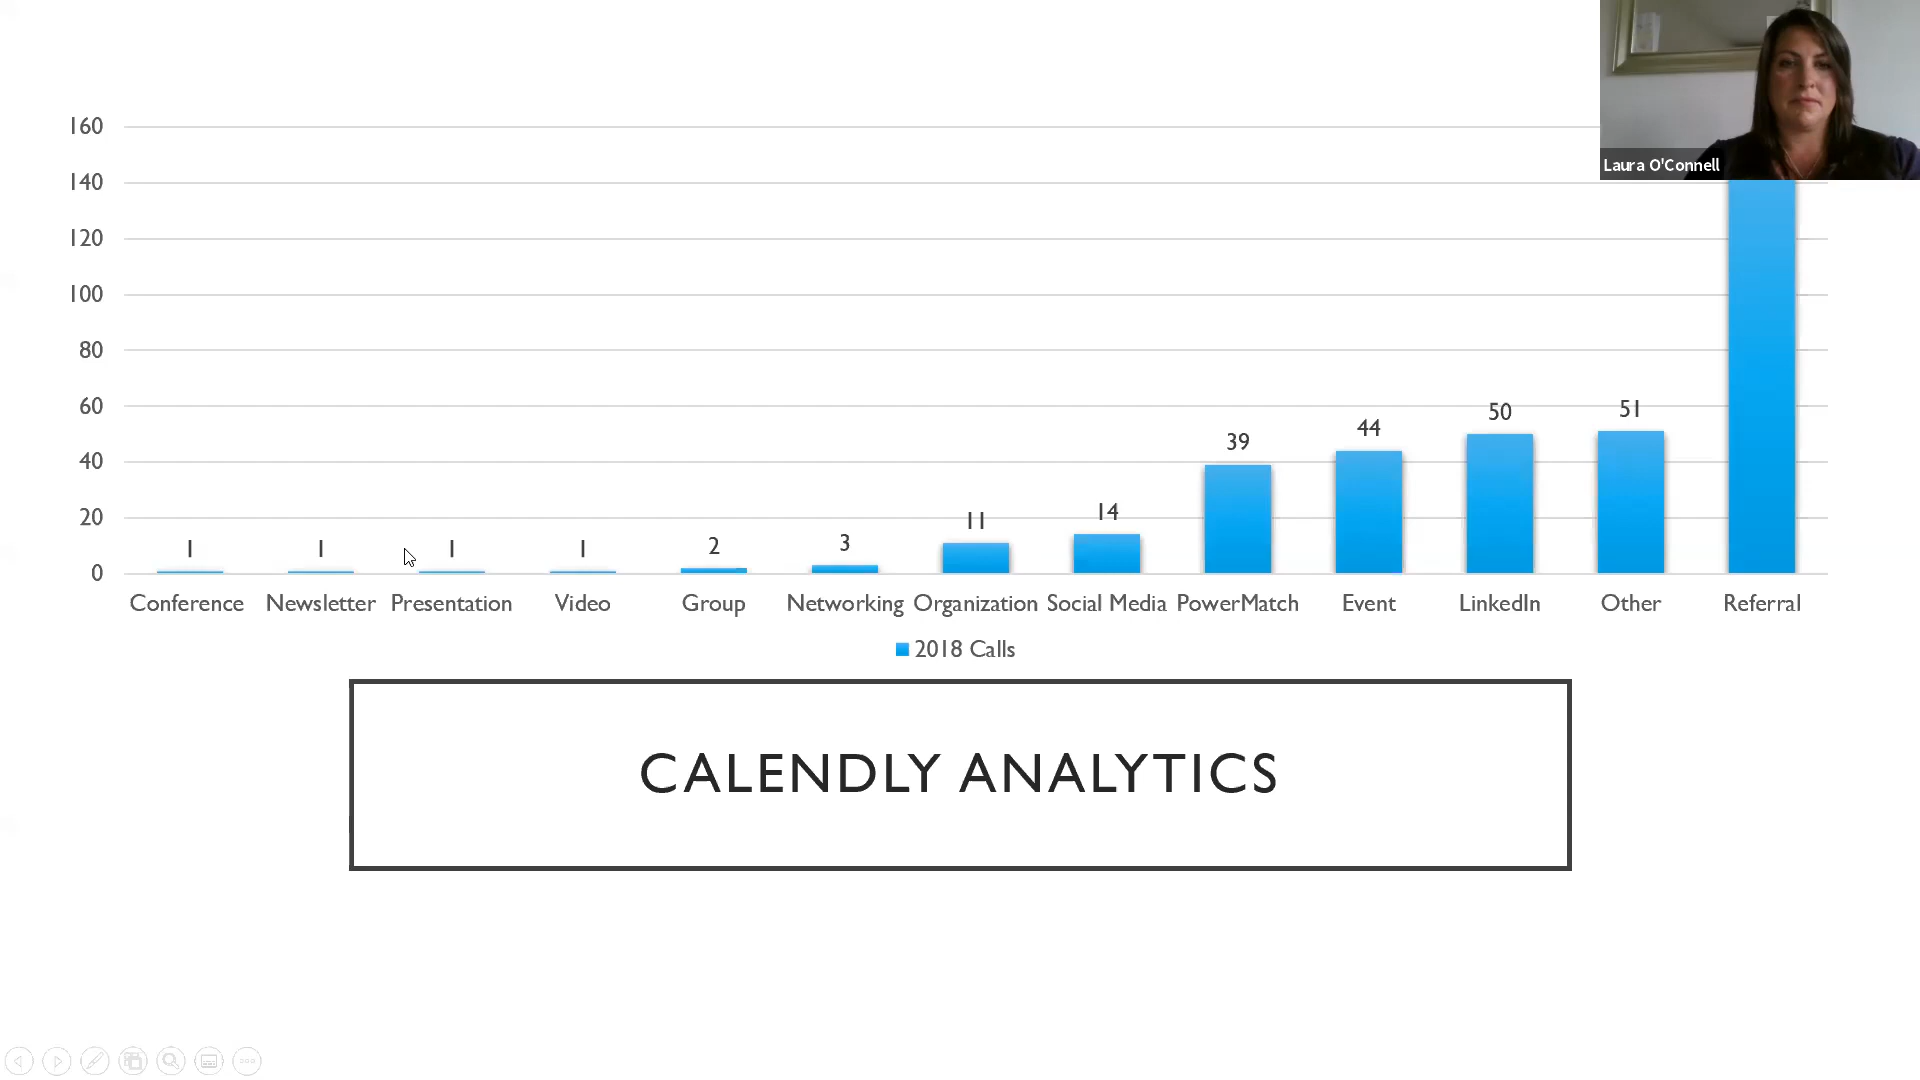 Laura O'Connell
160
140
120
100
80
60
40
20
0
1
1
1
1
2
3
11
14
39
44
50
51
Conference
Newsletter
Presentation
Video
Group
Networking
Organization
Social Media
PowerMatch
Event
LinkedIn
Other
Referral
2018 Calls
CALENDLY ANALYTICS